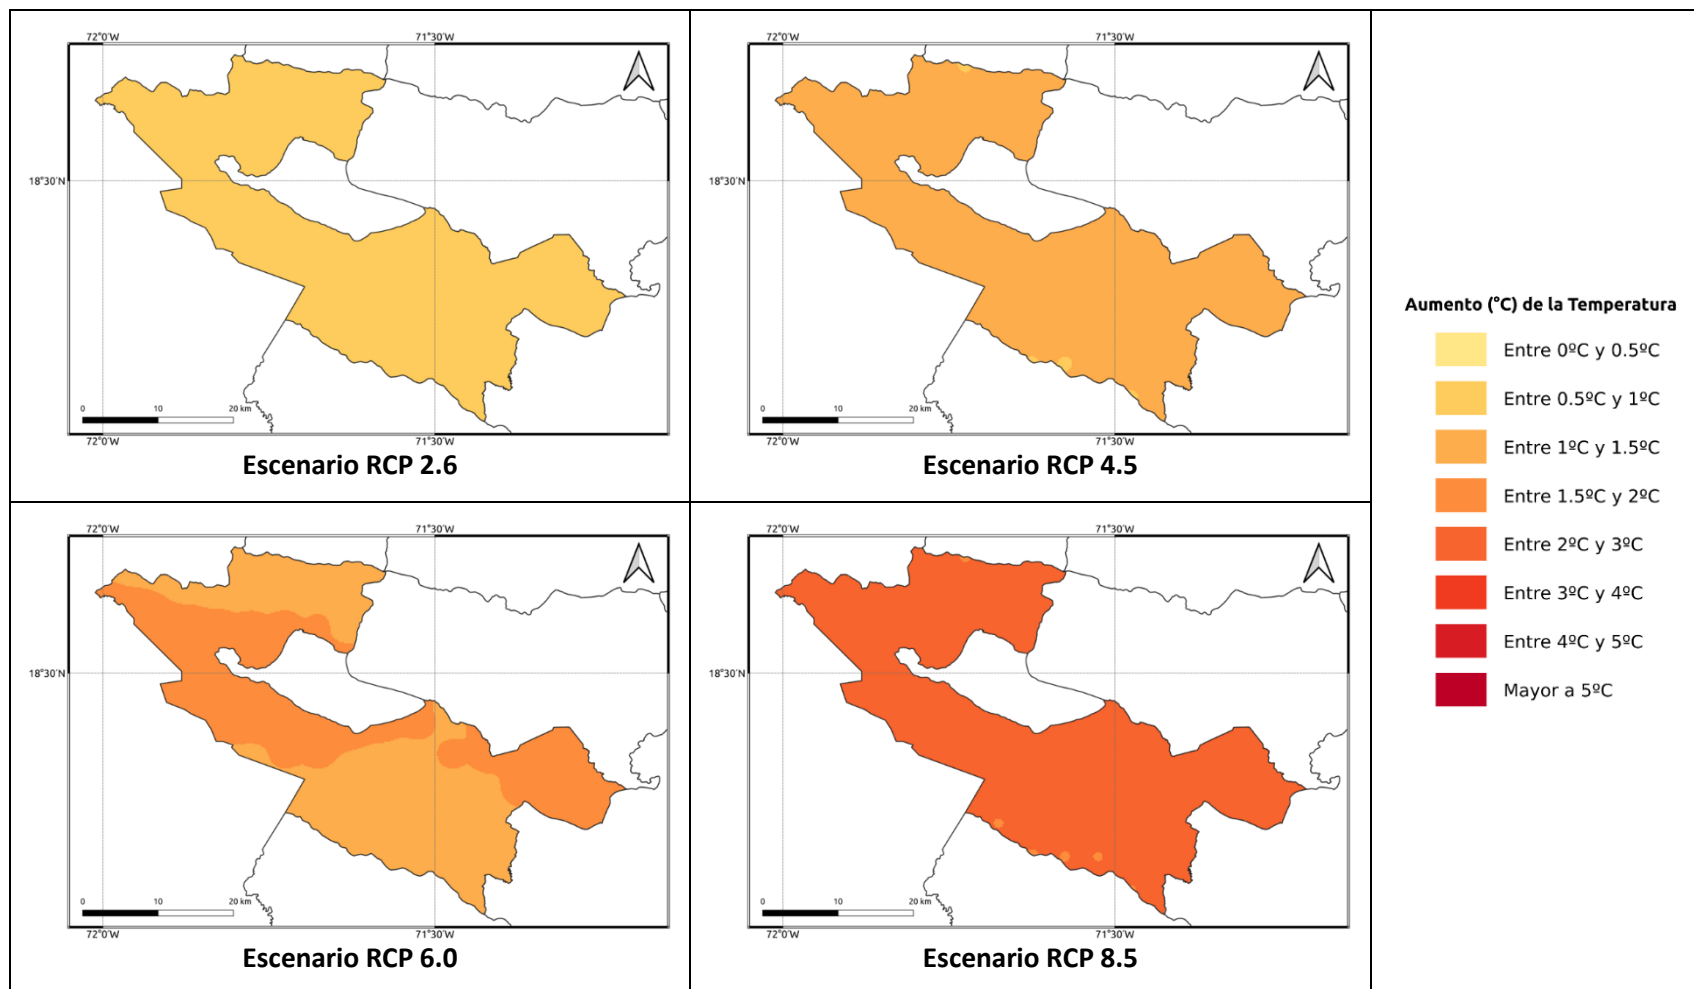 72°0'W 71°30'W
18°30'N
0 10 20 km
72°0'W 71°30'W
Escenario RCP 2.6
72°0'W 71°30'W
18°30'N
0 10 20 km
72°0'W 71°30'W
Escenario RCP 4.5
Aumento (°C) de la Temperatura
Entre 0ºC y 0.5ºC
Entre 0.5ºC y 1ºC
Entre 1ºC y 1.5ºC
Entre 1.5ºC y 2ºC
Entre 2ºC y 3ºC
Entre 3ºC y 4ºC
Entre 4ºC y 5ºC
Mayor a 5ºC
72°0'W 71°30'W
18°30'N
0 10 20 km
72°0'W 71°30'W
Escenario RCP 6.0
72°0'W 71°30'W
18°30'N
0 10 20 km
72°0'W 71°30'W
Escenario RCP 8.5